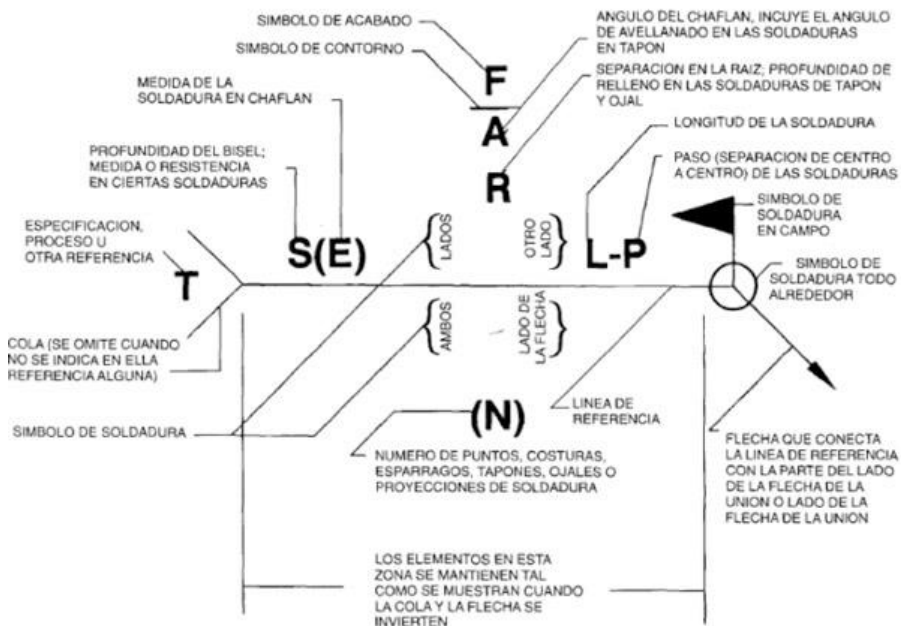 SIMBOLO DE ACABADO
SIMBOLO DE CONTORNO
F
A
R
ANGULO DEL CHAFLAN, INCUYE EL ANGULO
DE AVELLANADO EN LAS SOLDADURAS
EN TAPON
SEPARACION EN LA RAIZ; PROFUNDIDAD DE
RELLENO EN LAS SOLDADURAS DE TAPON
Y OJAL
MEDIDA DE LA
SOLDADURA EN CHAFLAN
LONGITUD DE LA SOLDADURA
PROFUNDIDAD DEL BISEL;
MEDIDA O RESISTENCIA
EN CIERTAS SOLDADURAS
PASO (SEPARACION DE CENTRO
A CENTRO) DE LAS SOLDADURAS
SIMBOLO DE
SOLDADURA
EN CAMPO
ESPECIFICACION,
PROCESO U
OTRA REFERENCIA
T
S(E)
LADOS
OTRO
LADO
L-P
SIMBOLO DE
SOLDADURA TODO
ALREDEDOR
AMBOS
LADO DE
LA FLECHA
COLA (SE OMITE CUANDO
NO SE INDICA EN ELLA
REFERENCIA ALGUNA)
SIMBOLO DE SOLDADURA
(N)
LINEA DE
REFERENCIA
NUMERO DE PUNTOS, COSTURAS,
ESPARRAGOS, TAPONES, OJALES O
PROYECCIONES DE SOLDADURA
FLECHA QUE CONECTA
LA LINEA DE REFERENCIA
CON LA PARTE DEL LADO
DE LA FLECHA DE LA
UNION O LADO DE LA
FLECHA DE LA UNION
LOS ELEMENTOS EN ESTA
ZONA SE MANTIENEN TAL
COMO SE MUESTRAN CUANDO
LA COLA Y LA FLECHA SE
INVIERTEN